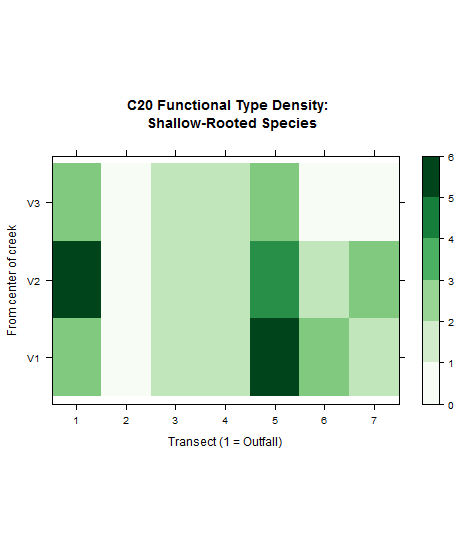 C20 Functional Type Density:
Shallow-Rooted Species
6
5
4
3
2
1
0
V3
V2
V1
From center of creek
1 2 3 4 5 6 7
Transect (1 = Outfall)